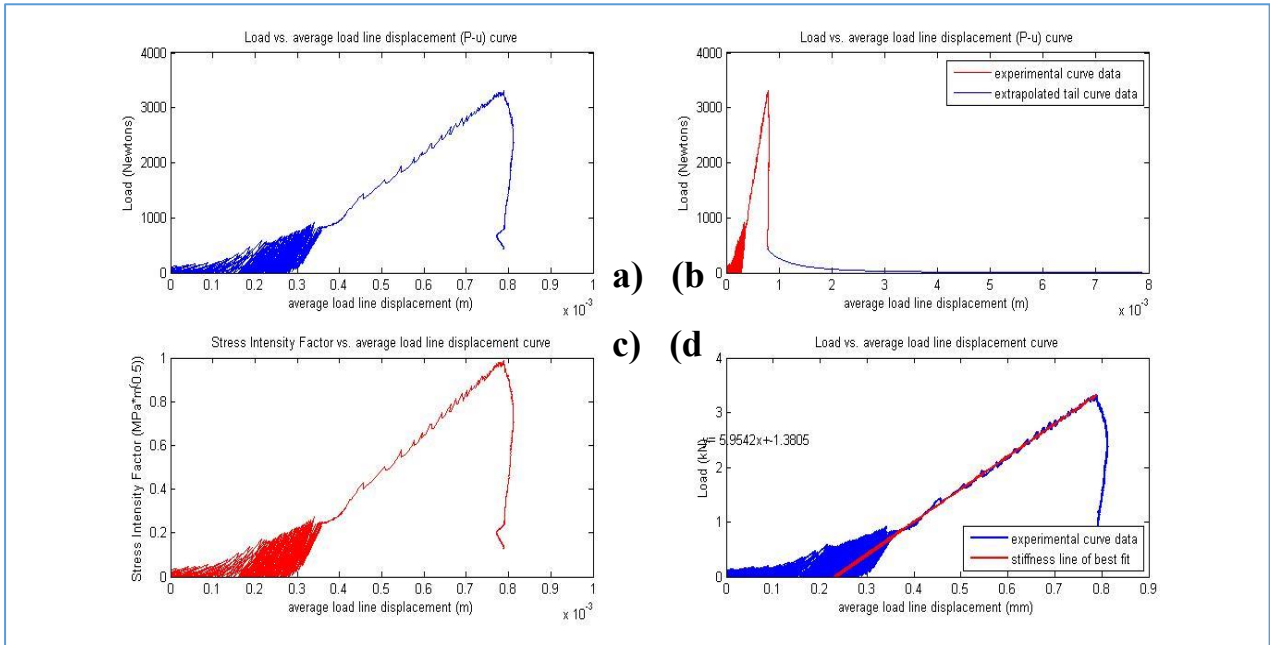 Load vs. average load line displacement (P-u) curve
4000
3000
2000
1000
0
Load (Newtons)
0 0.1 0.2 0.3 0.4 0.5 0.6 0.7 0.8 0.9 1
average load line displacement (m)
x 10-3
a)
Load vs. average load line displacement (P-u) curve
4000
3000
2000
1000
0
Load (Newtons)
experimental curve data
extrapolated tail curve data
0 1 2 3 4 5 6 7 8
average load line displacement (m)
x 10-3
(b
Stress Intensity Factor vs. average load line displacement curve
1
0.8
0.6
0.4
0.2
0
Stress Intensity Factor (MPa*m(0.5))
0 0.1 0.2 0.3 0.4 0.5 0.6 0.7 0.8 0.9 1
average load line displacement (m)
x 10-3
c)
(d
Load vs. average load line displacement curve
4
3
2
1
0
Load (kN)
= 5.9542x+-1.3805
experimental curve data
stiffness line of best fit
0 0.1 0.2 0.3 0.4 0.5 0.6 0.7 0.8 0.9
average load line displacement (mm)